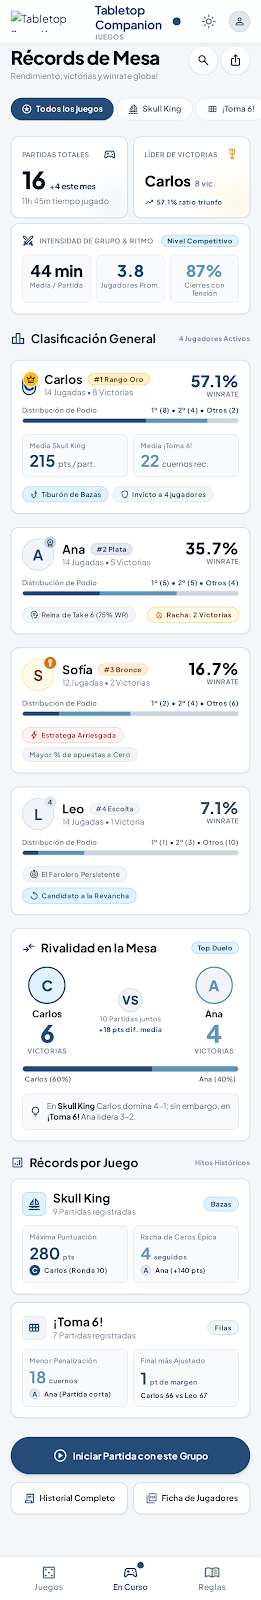 Tabletop
Tabletop Companion
JUEGOS
Récords de Mesa
Rendimiento, victorias y winrate global
Todos los juegos
Skull King
¡Toma 6!
PARTIDAS TOTALES
16 +4 este mes
11h 45m tiempo jugado
LÍDER DE VICTORIAS
Carlos 8 vic.
57.1% ratio triunfo
INTENSIDAD DE GRUPO & RITMO
Nivel Competitivo
44 min
Media / Partida
3.8
Jugadores Prom.
87%
Cierres con Tensión
Clasificación General
4 Jugadores Activos
Carlos #1 Rango Oro
14 Jugadas • 8 Victorias
57.1%
WINRATE
Distribución de Podio
1º (8) • 2º (4) • Otros (2)
Media Skull King
215 pts / part.
Media ¡Toma 6!
22 cuernos rec.
Tiburón de Bazas
Invicto a 4 jugadores
A
Ana #2 Plata
14 Jugadas • 5 Victorias
35.7%
WINRATE
Distribución de Podio
1º (5) • 2º (5) • Otros (4)
Reina de Take 6 (75% WR)
Racha: 2 Victorias
S
Sofía #3 Bronce
12 Jugadas • 2 Victorias
16.7%
WINRATE
Distribución de Podio
1º (2) • 2º (4) • Otros (6)
Estratega Arriesgada
Mayor % de apuestas a Cero
L
4
Leo #4 Escolta
14 Jugadas • 1 Victoria
7.1%
WINRATE
Distribución de Podio
1º (1) • 2º (3) • Otros (10)
El Farolero Persistente
Candidato a la Revancha
Rivalidad en la Mesa
Top Duelo
C
Carlos
6
VICTORIAS
VS
10 Partidas juntos
+18 pts dif. media
A
Ana
4
VICTORIAS
Carlos (60%)
Ana (40%)
En Skull King Carlos domina 4–1; sin embargo, en
¡Toma 6! Ana lidera 3–2.
Récords por Juego
Hitos Históricos
Skull King
9 Partidas registradas
Bazas
Máxima Puntuación
280 pts
C Carlos (Ronda 10)
Racha de Ceros Épica
4 seguidos
A Ana (+140 pts)
¡Toma 6!
7 Partidas registradas
Filas
Menor Penalización
18 cuernos
A Ana (Partida corta)
Final más Ajustado
1 pt de margen
Carlos 66 vs Leo 67
Iniciar Partida con este Grupo
Historial Completo
Ficha de Jugadores
Juegos
En Curso
Reglas